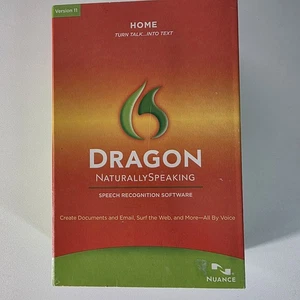 Version 11
HOME
TURN TALK...INTO TEXT
DRAGON
NATURALLYSPEAKING
SPEECH RECOGNITION SOFTWARE
Create Documents and Email, Surf the Web, and More—All By Voice
NUANCE